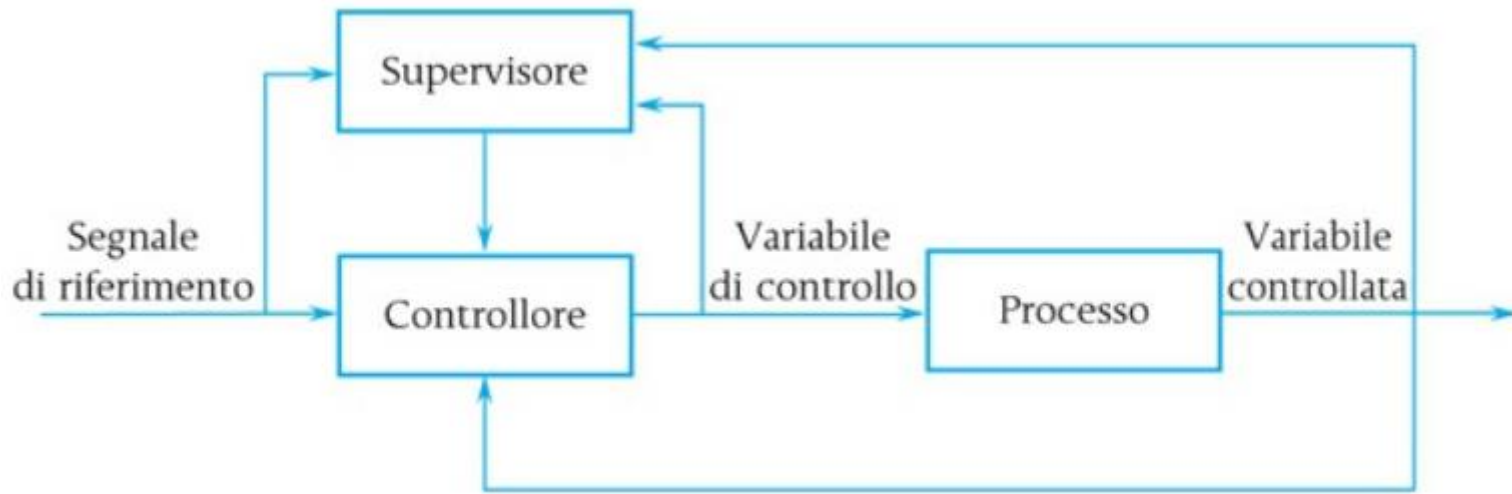 Supervisore
Segnale
di riferimento
Controllore
Variabile
di controllo
Processo
Variabile
controllata